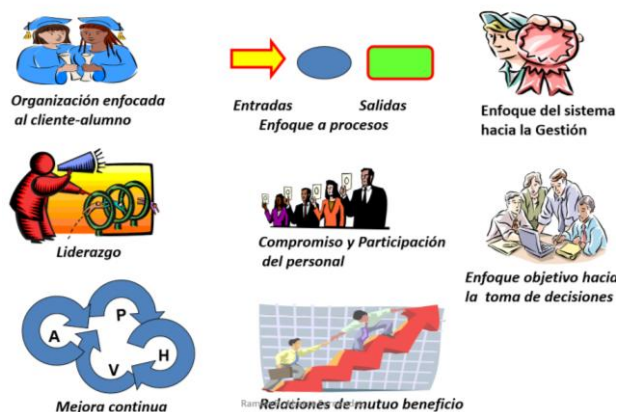 Organización enfocada
al cliente-alumno
Entradas Salidas
Enfoque a procesos
Enfoque del sistema
hacia la Gestión
Liderazgo
Compromiso y Participación
del personal
Enfoque objetivo hacia
la toma de decisiones
A P V H
Mejora continua
Relaciones de mutuo beneficio